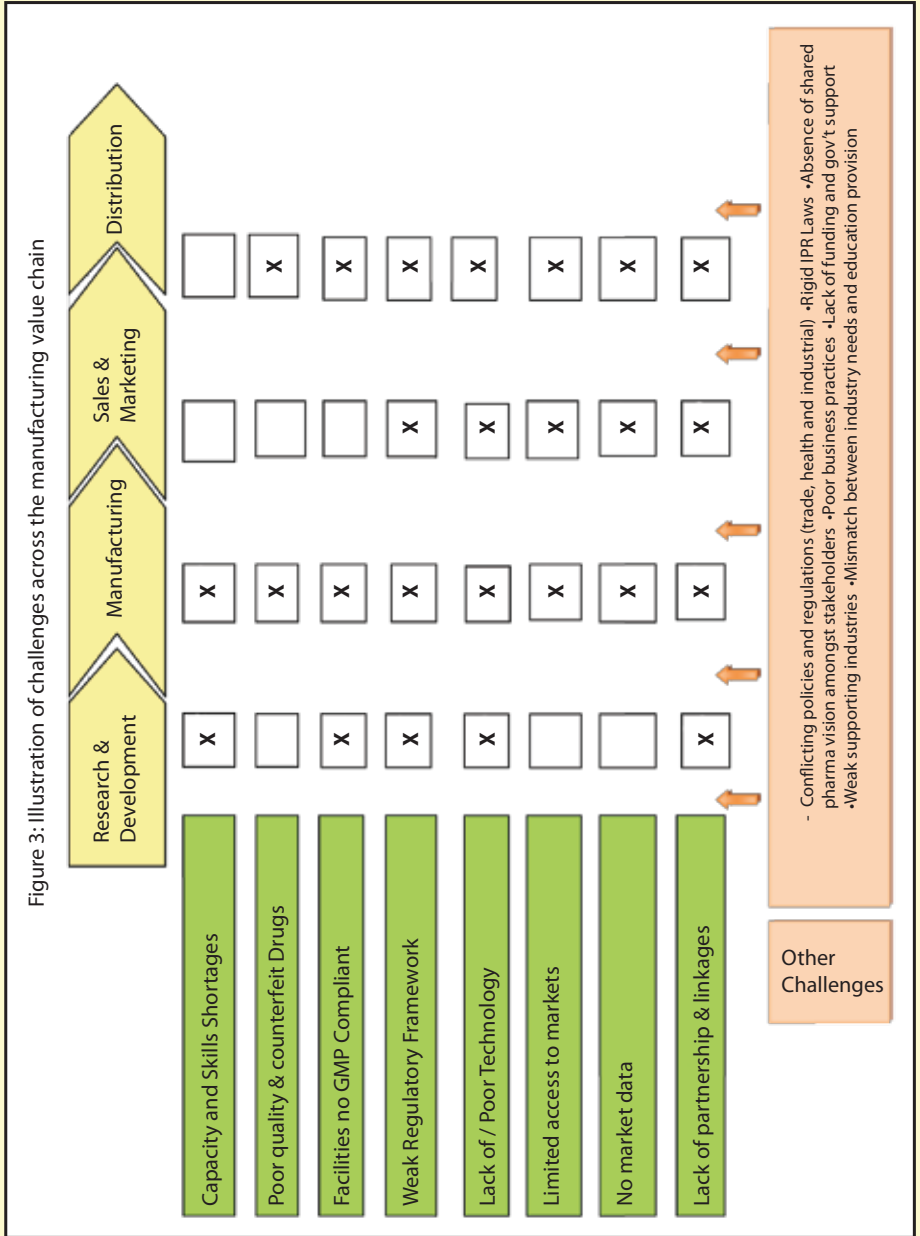 Figure 3: Illustration of challenges across the manufacturing value chain
Research &
Development
Manufacturing
Sales &
Marketing
Distribution
Capacity and Skills Shortages
X
X
Poor quality & counterfeit Drugs
X
X
Facilities no GMP Compliant
X
X
X
Weak Regulatory Framework
X
X
X
X
Lack of / Poor Technology
X
X
X
X
Limited access to markets
X
X
X
No market data
X
X
X
Lack of partnership & linkages
X
X
X
X
Other
Challenges
- Conflicting policies and regulations (trade, health and industrial) •Rigid IPR Laws •Absence of shared
pharma vision amongst stakeholders •Poor business practices •Lack of funding and gov't support
•Weak supporting industries •Mismatch between industry needs and education provision